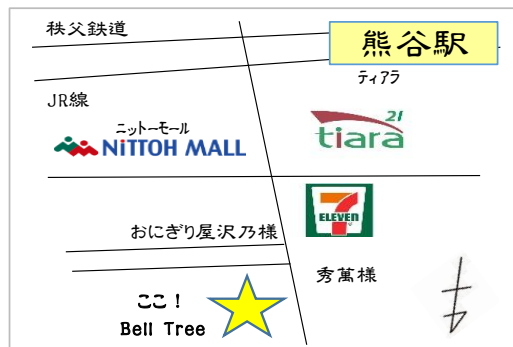 秩父鉄道
熊谷駅
ティアラ
JR線
ニットーモール
NiTTOH MALL
tiara 21
7 ELEVEN
おにぎり屋沢乃様
秀萬様
ここ！
Bell Tree